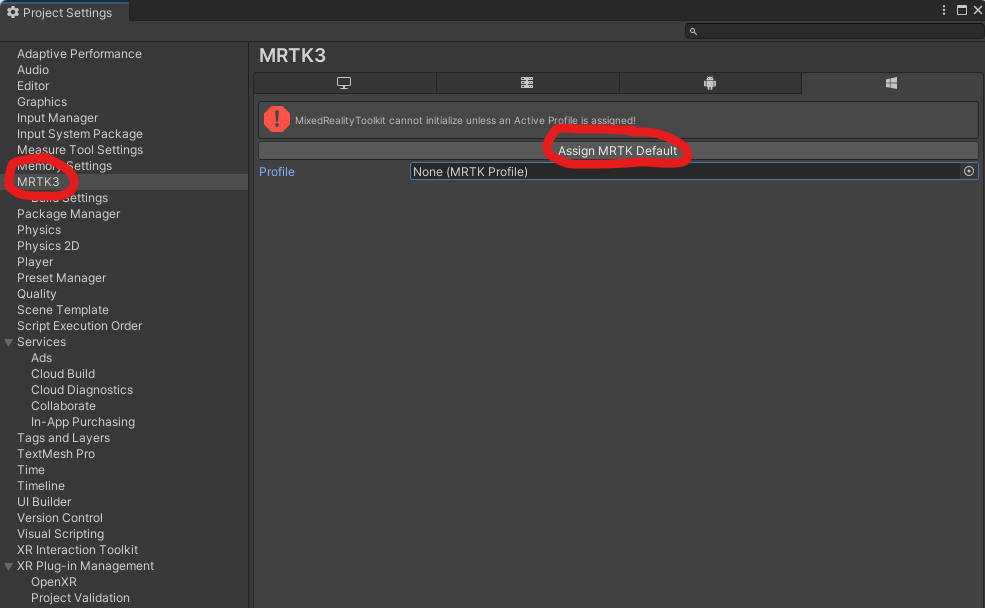 Project Settings
Adaptive Performance
Audio
Editor
Graphics
Input Manager
Input System Package
Measure Tool Settings
Memory Settings
MRTK3
Build Settings
Package Manager
Physics
Physics 2D
Player
Preset Manager
Quality
Scene Template
Script Execution Order
Services
Ads
Cloud Build
Cloud Diagnostics
Collaborate
In-App Purchasing
Tags and Layers
TextMesh Pro
Time
Timeline
UI Builder
Version Control
Visual Scripting
XR Interaction Toolkit
XR Plug-in Management
OpenXR
Project Validation
MRTK3
MixedRealityToolkit cannot initialize unless an Active Profile is assigned!
Assign MRTK Default
Profile
None (MRTK Profile)